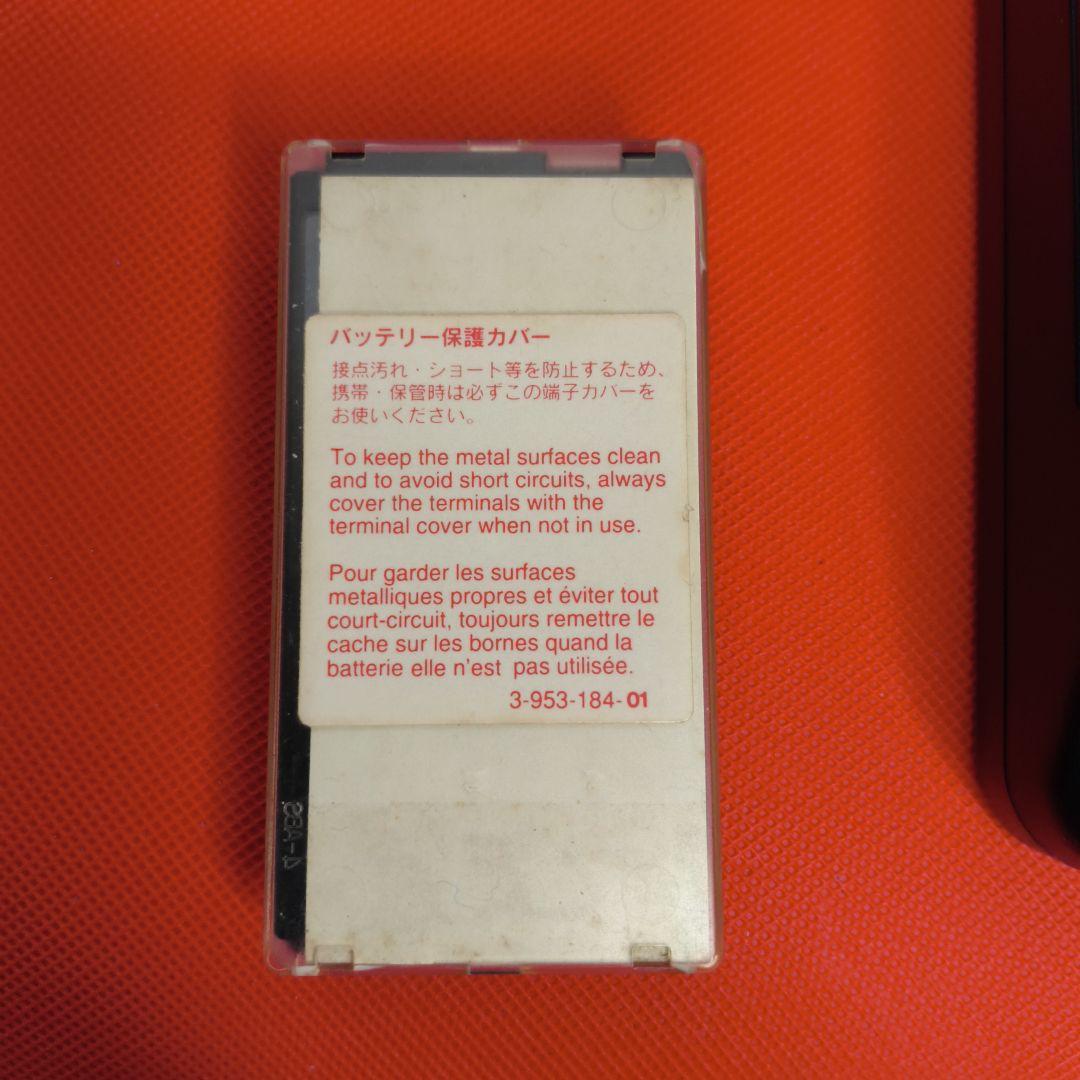 バッテリー保護カバー
接点汚れ・ショート等を防止するため、
携帯・保管時は必ずこの端子カバーを
お使いください。
To keep the metal surfaces clean
and to avoid short circuits, always
cover the terminals with the
terminal cover when not in use.
Pour garder les surfaces
metalliques propres et éviter tout
court-circuit, toujours remettre le
cache sur les bornes quand la
batterie elle n'est pas utilisée.
3-953-184-01